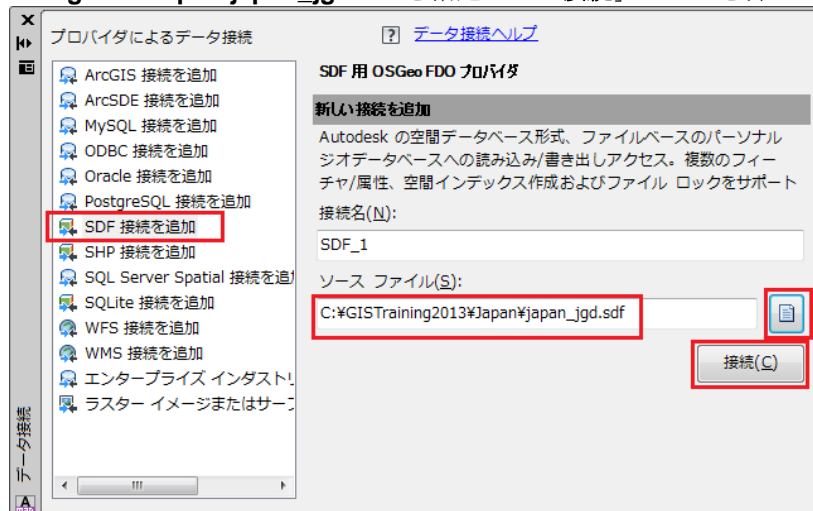 プロバイダによるデータ接続
? データ接続ヘルプ
ArcGIS 接続を追加
ArcSDE 接続を追加
MySQL 接続を追加
ODBC 接続を追加
Oracle 接続を追加
PostgreSQL 接続を追加
SDF 接続を追加
SHP 接続を追加
SQL Server Spatial 接続を追
SQLite 接続を追加
WFS 接続を追加
WMS 接続を追加
エンタープライズ インダストリ
ラスター イメージまたはサーフ
SDF 用 OSGeo FDO プロバイダ
新しい接続を追加
Autodesk の空間データベース形式、ファイルベースのパーソナル
ジオデータベースへの読み込み/書き出しアクセス。複数のフィー
チャ/属性、空間インデックス作成およびファイル ロックをサポート
接続名(N):
SDF_1
ソース ファイル(S):
C:¥GISTraining2013¥Japan¥japan_jgd.sdf
接続(C)
データ接続